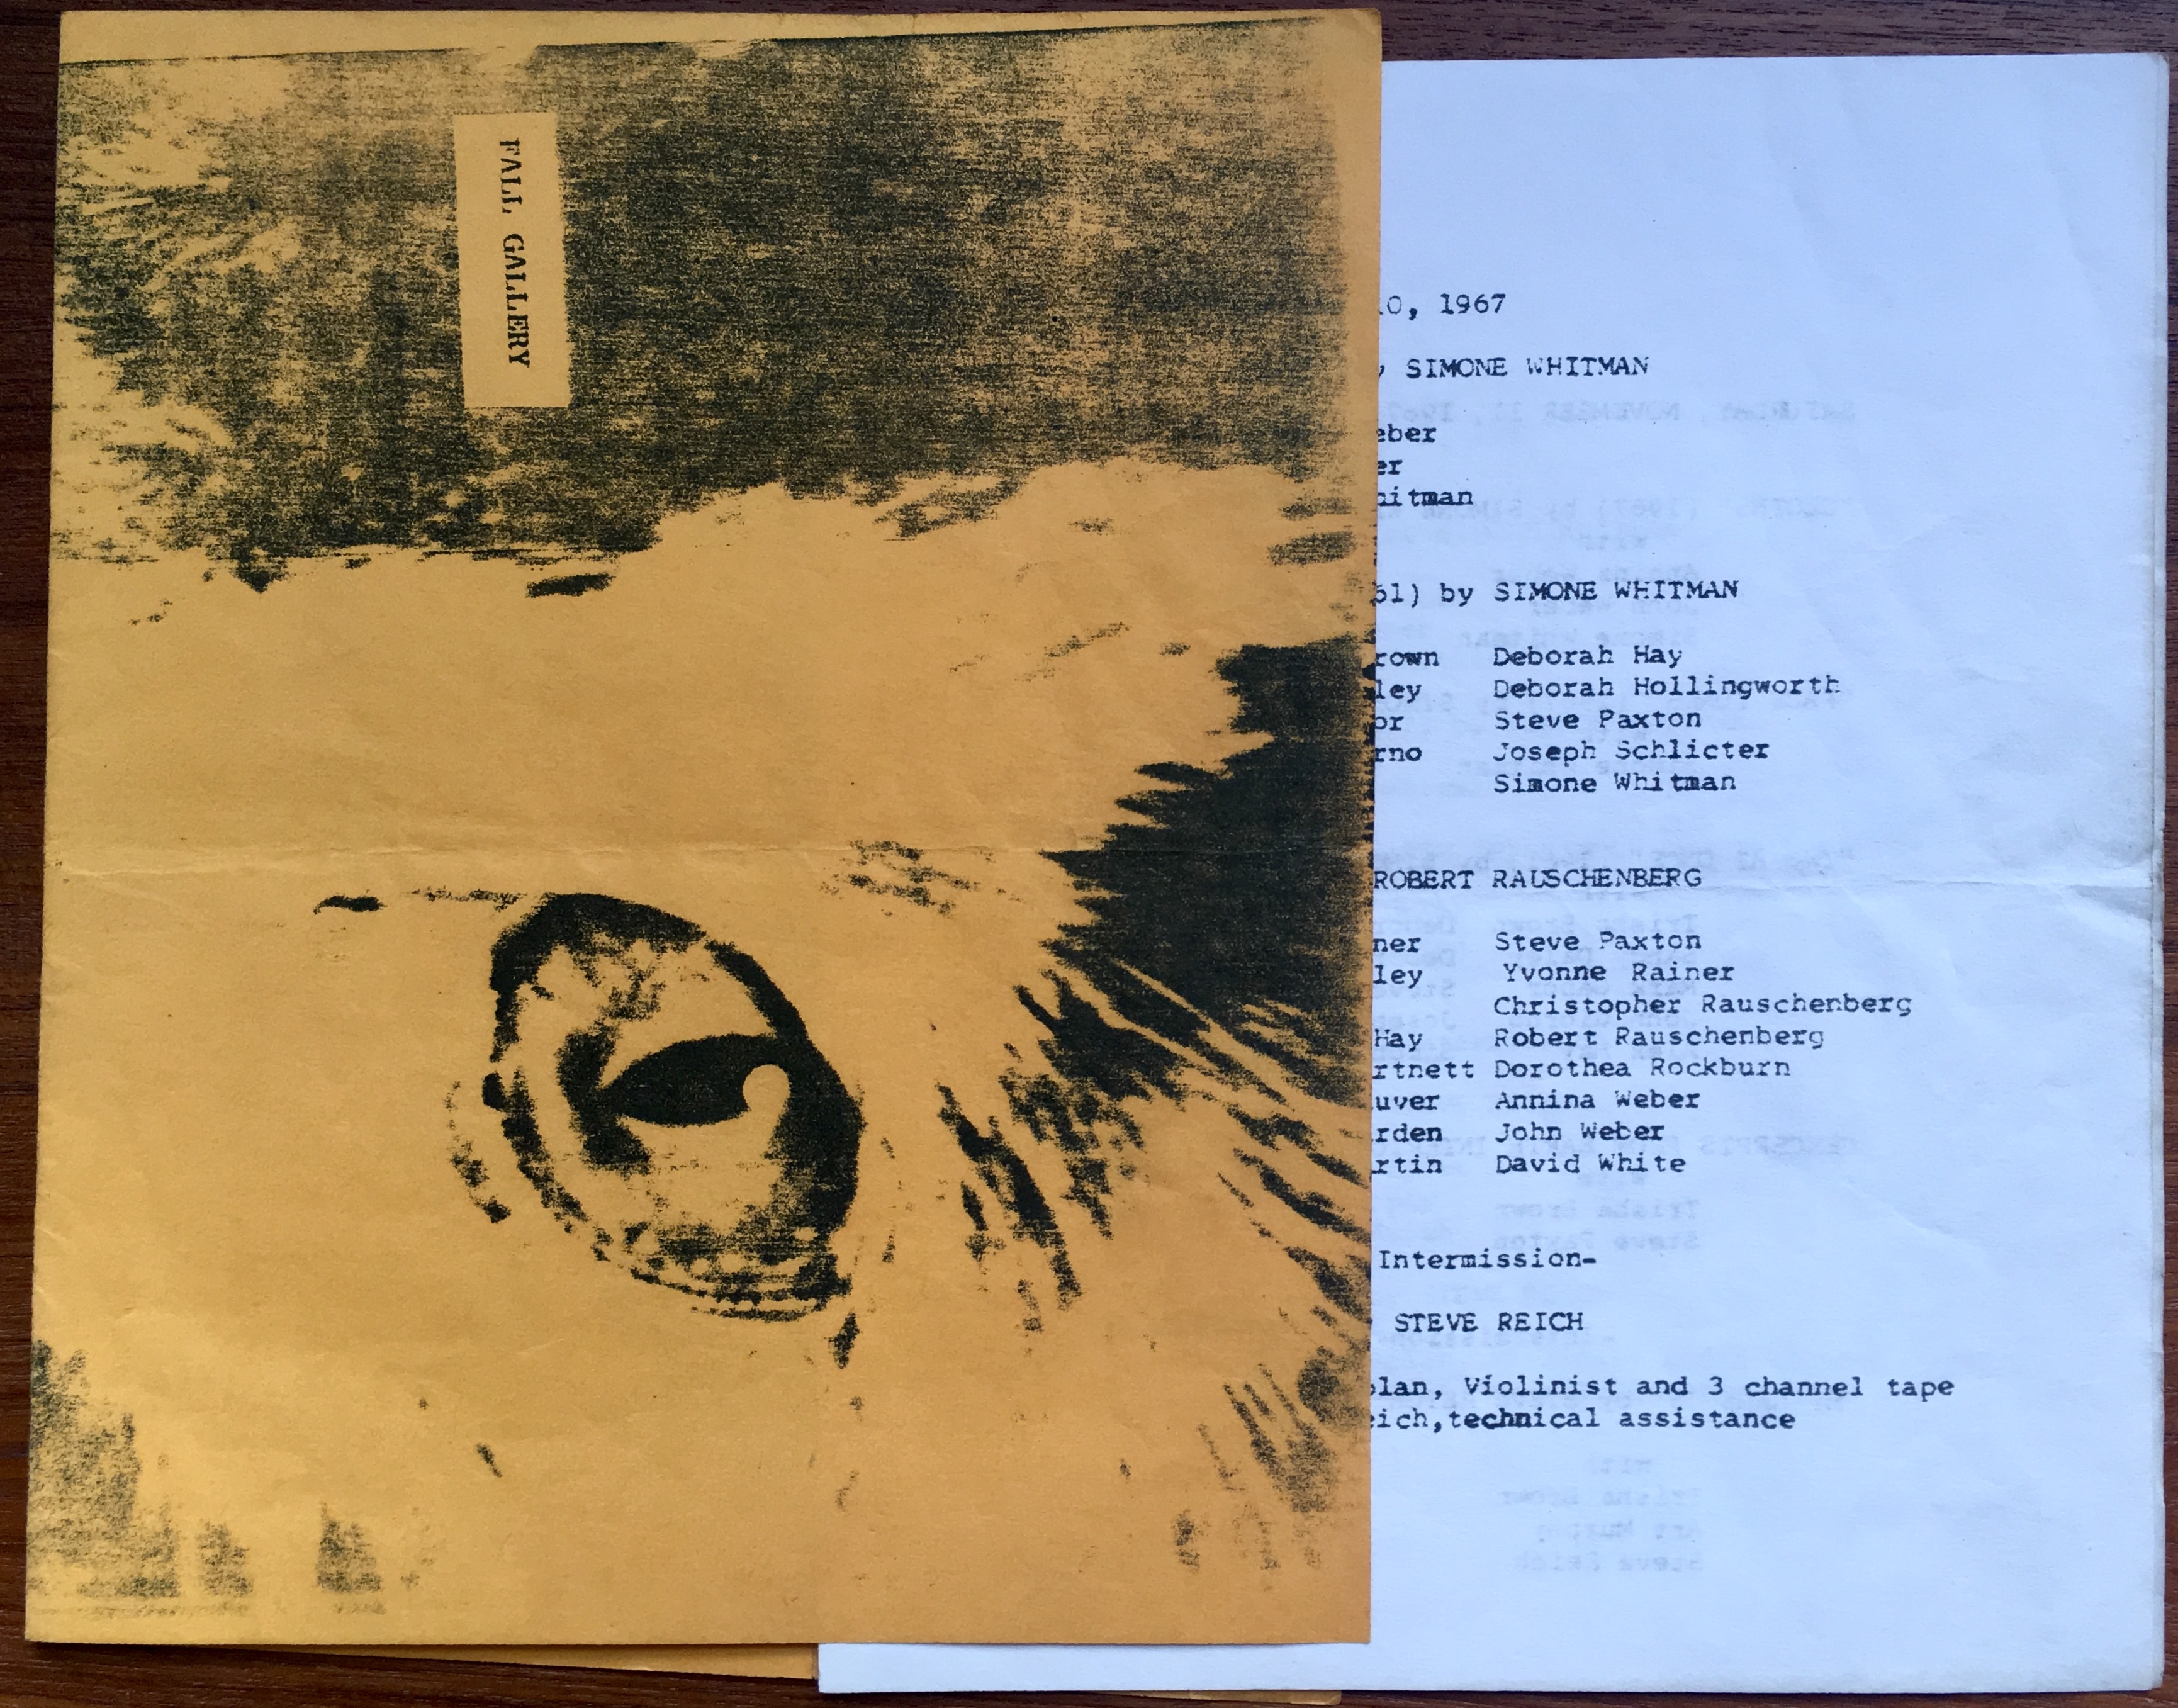 FALL GALLERY
0, 1967
SIMONE WHITMAN
eber
er
hitman
61) by SIMONE WHITMAN
rown Deborah Hay
ley Deborah Hollingworth
or Steve Paxton
rno Joseph Schlicter
Simone Whitman
ROBERT RAUSCHENBERG
ner Steve Paxton
ley Yvonne Rainer
Christopher Rauschenberg
Hay Robert Rauschenberg
rtnett Dorothea Rockburn
uver Annina Weber
rden John Weber
rtin David White
Intermission-
STEVE REICH
plan, Violinist and 3 channel tape
eich,technical assistance